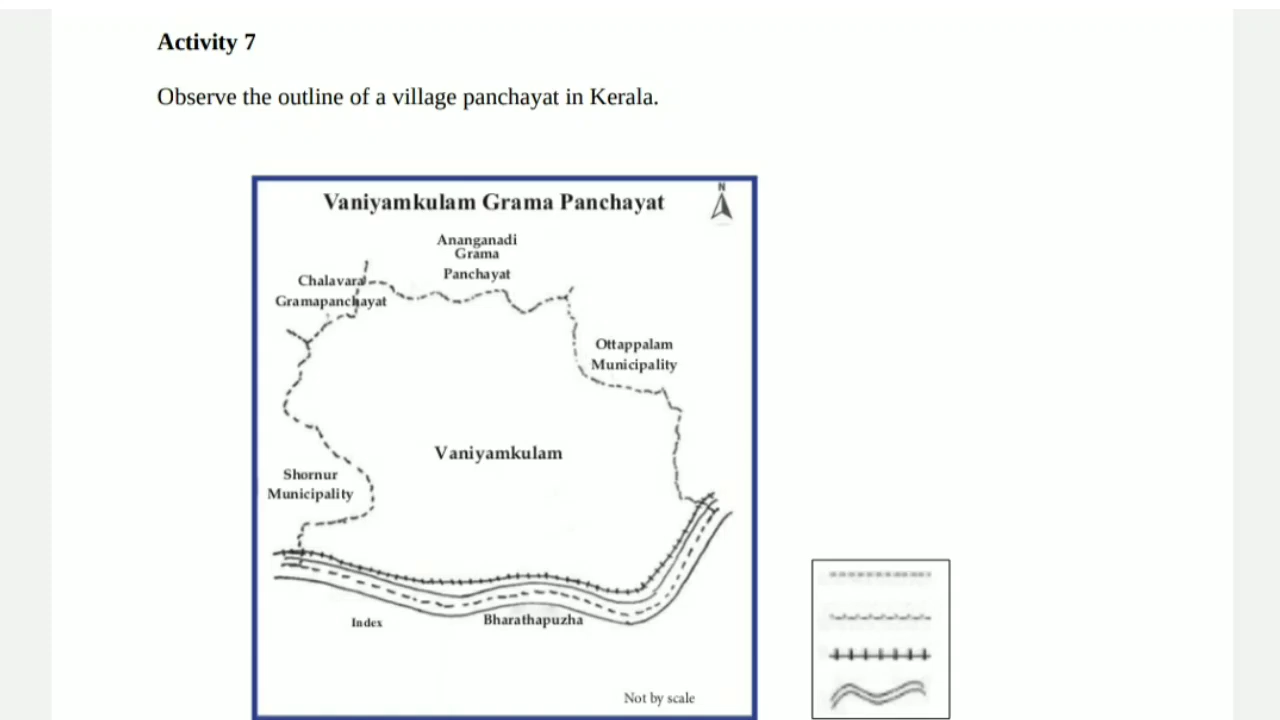 Activity 7
Observe the outline of a village panchayat in Kerala.
Vaniyamkulam Grama Panchayat
N
Ananganadi
Grama
Panchayat
Chalavara
Gramapanchayat
Ottappalam
Municipality
Vaniyamkulam
Shornur
Municipality
Index
Bharathapuzha
Not by scale